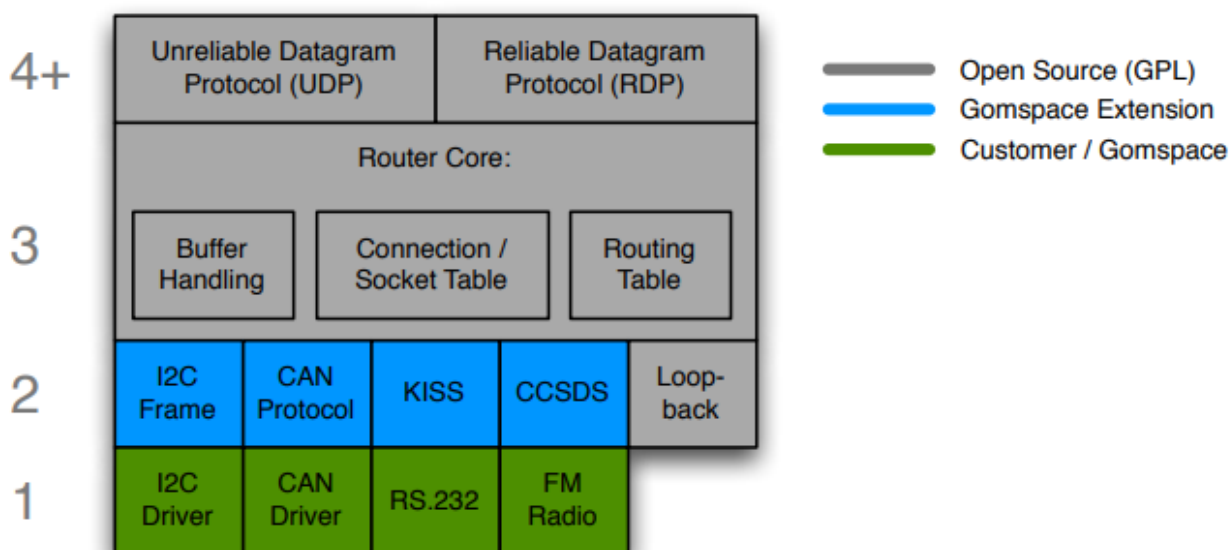 4+
Unreliable Datagram
Protocol (UDP)
Reliable Datagram
Protocol (RDP)
Open Source (GPL)
Gomspace Extension
Customer / Gomspace
Router Core:
3
Buffer
Handling
Connection /
Socket Table
Routing
Table
2
I2C
Frame
CAN
Protocol
KISS
CCSDS
Loop-
back
1
I2C
Driver
CAN
Driver
RS.232
FM
Radio